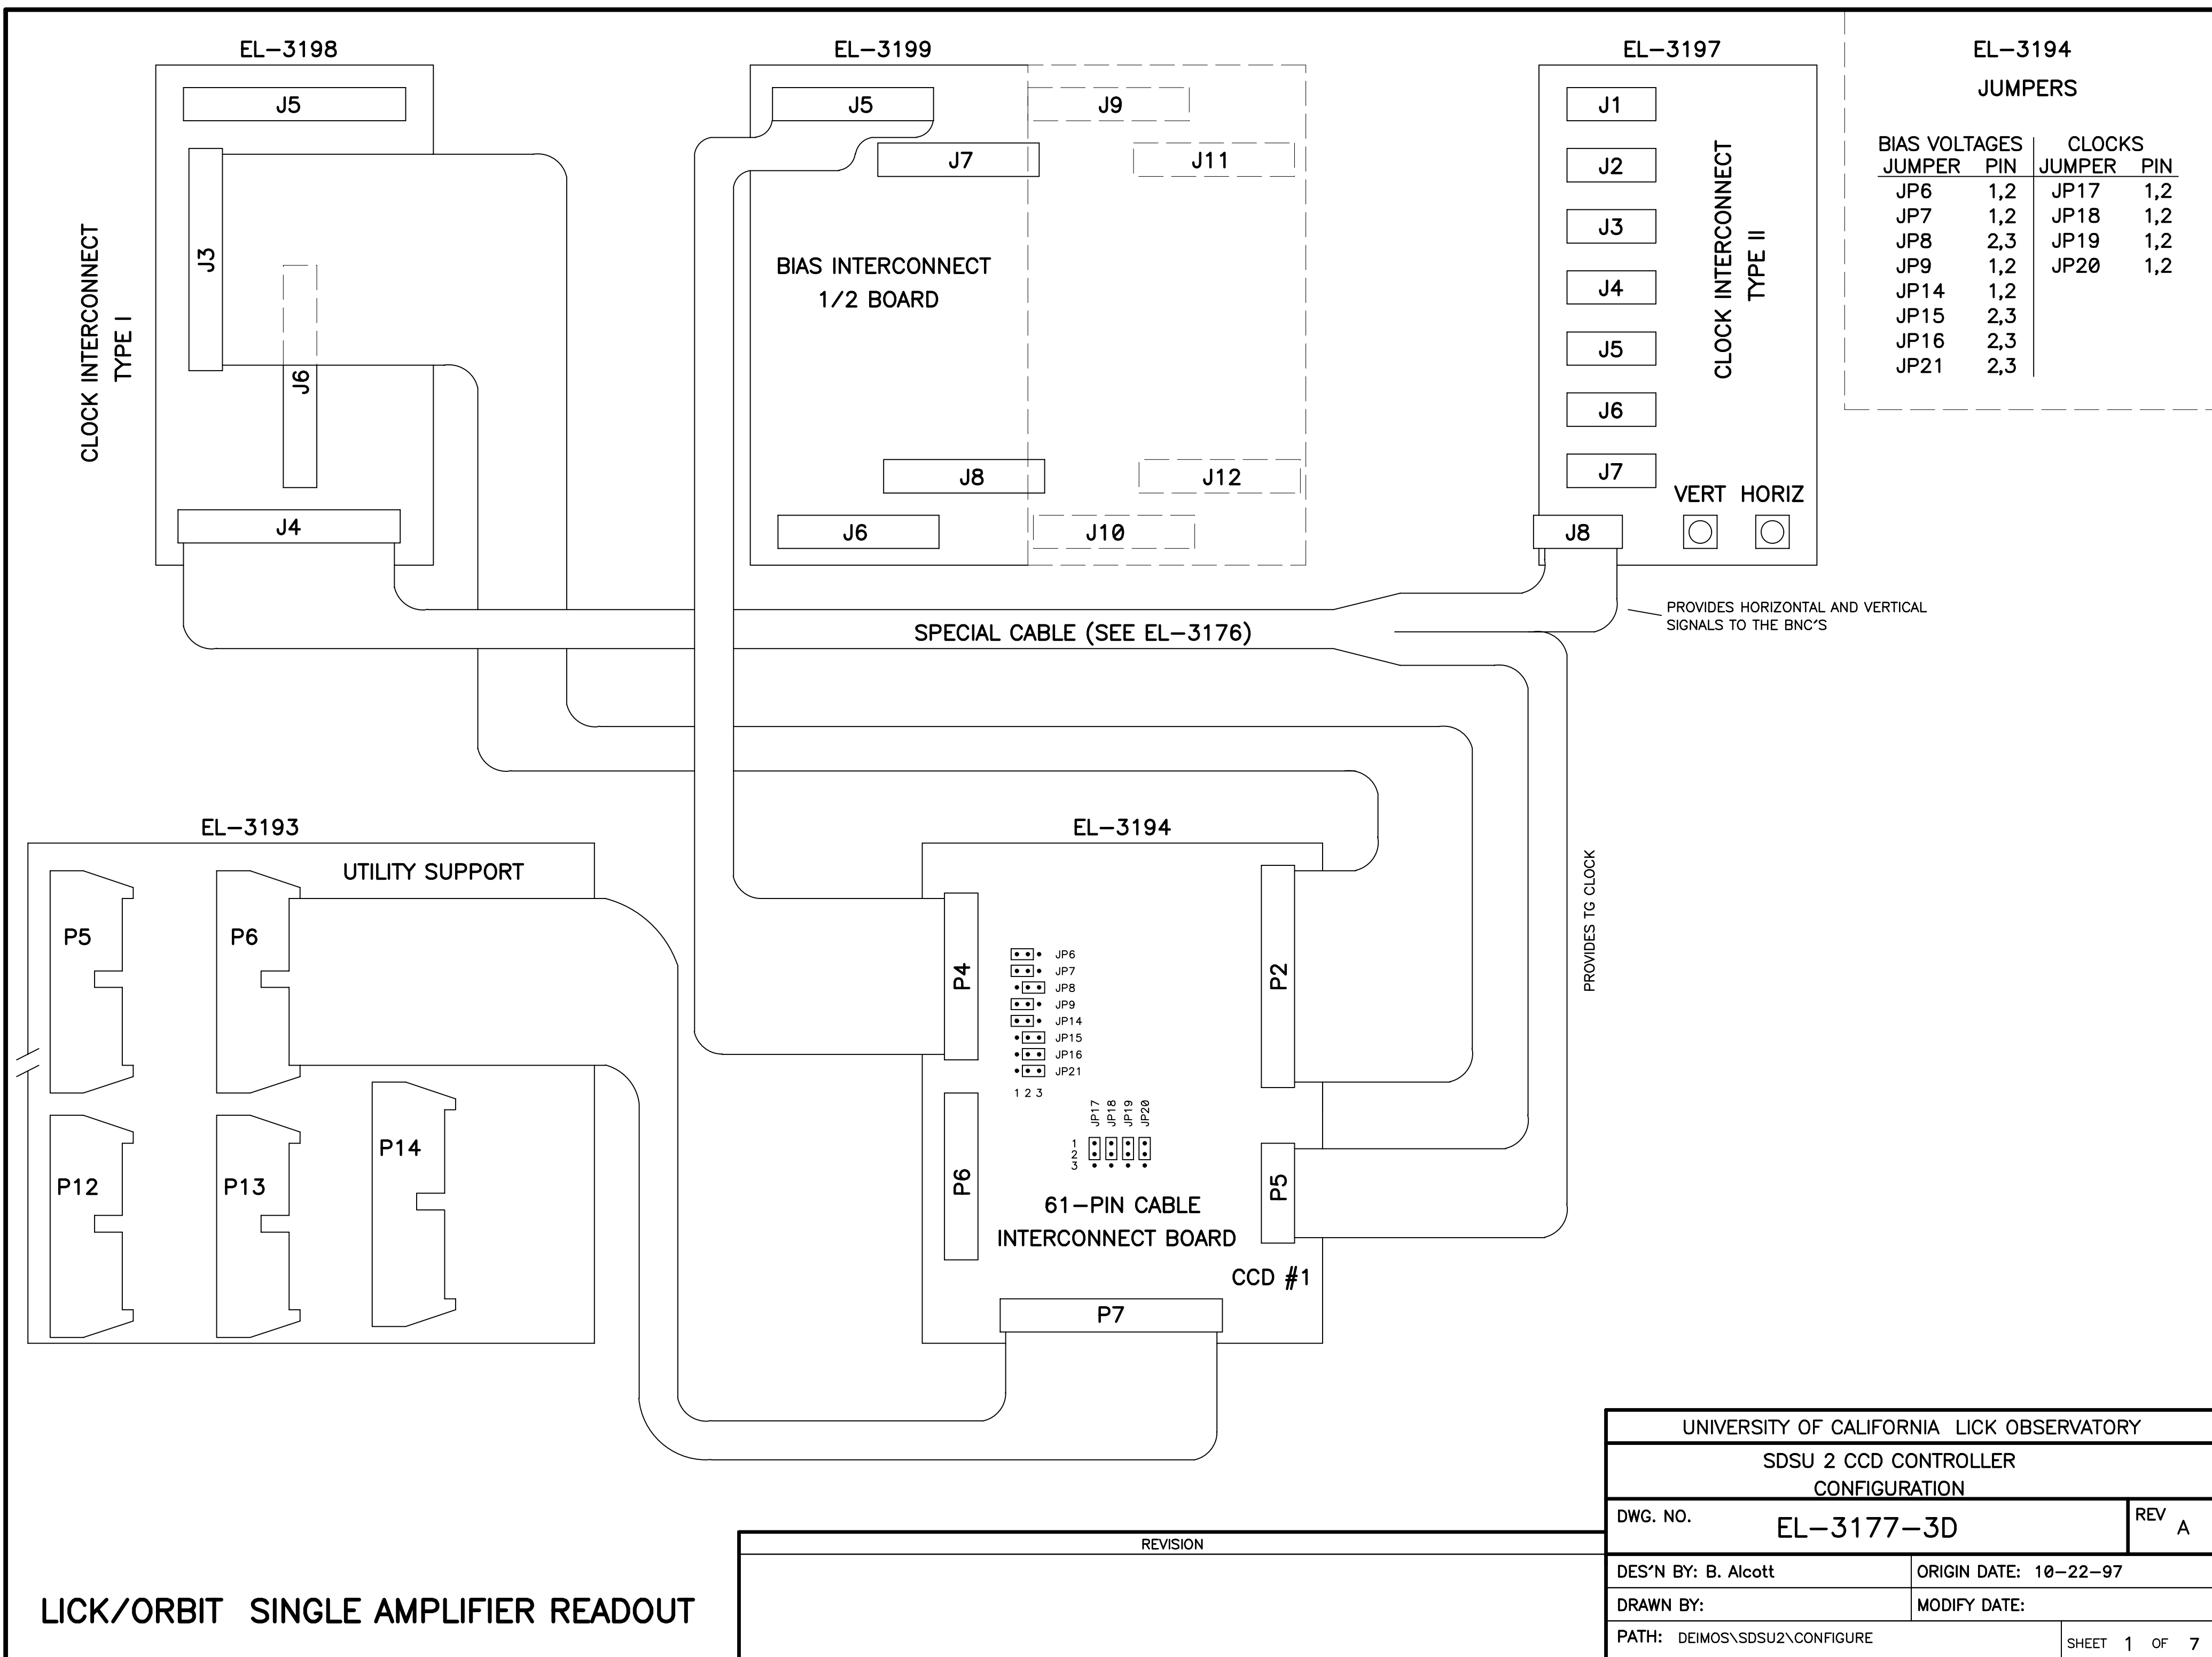 EL-3198
J5
J3
J6
J4
CLOCK INTERCONNECT
TYPE I
EL-3199
J5
J9
J7
J11
BIAS INTERCONNECT
1/2 BOARD
J8
J12
J6
J10
EL-3197
J1
J2
J3
J4
J5
J6
J7
J8
CLOCK INTERCONNECT
TYPE II
VERT HORIZ
EL-3194
JUMPERS
BIAS VOLTAGES CLOCKS
JUMPER PIN JUMPER PIN
JP6 1,2 JP17 1,2
JP7 1,2 JP18 1,2
JP8 2,3 JP19 1,2
JP9 1,2 JP20 1,2
JP14 1,2
JP15 2,3
JP16 2,3
JP21 2,3
PROVIDES HORIZONTAL AND VERTICAL
SIGNALS TO THE BNC'S
SPECIAL CABLE (SEE EL-3176)
PROVIDES TG CLOCK
EL-3193
UTILITY SUPPORT
P5
P6
P12
P13
P14
EL-3194
P4
P2
JP6
JP7
JP8
JP9
JP14
JP15
JP16
JP21
1 2 3
JP17
JP18
JP19
JP20
1
2
3
P6
P5
61-PIN CABLE
INTERCONNECT BOARD
CCD #1
P7
LICK/ORBIT SINGLE AMPLIFIER READOUT
REVISION
UNIVERSITY OF CALIFORNIA LICK OBSERVATORY
SDSU 2 CCD CONTROLLER
CONFIGURATION
DWG. NO. EL-3177-3D REV A
DES'N BY: B. Alcott ORIGIN DATE: 10-22-97
DRAWN BY: MODIFY DATE:
PATH: DEIMOS\SDSU2\CONFIGURE SHEET 1 OF 7